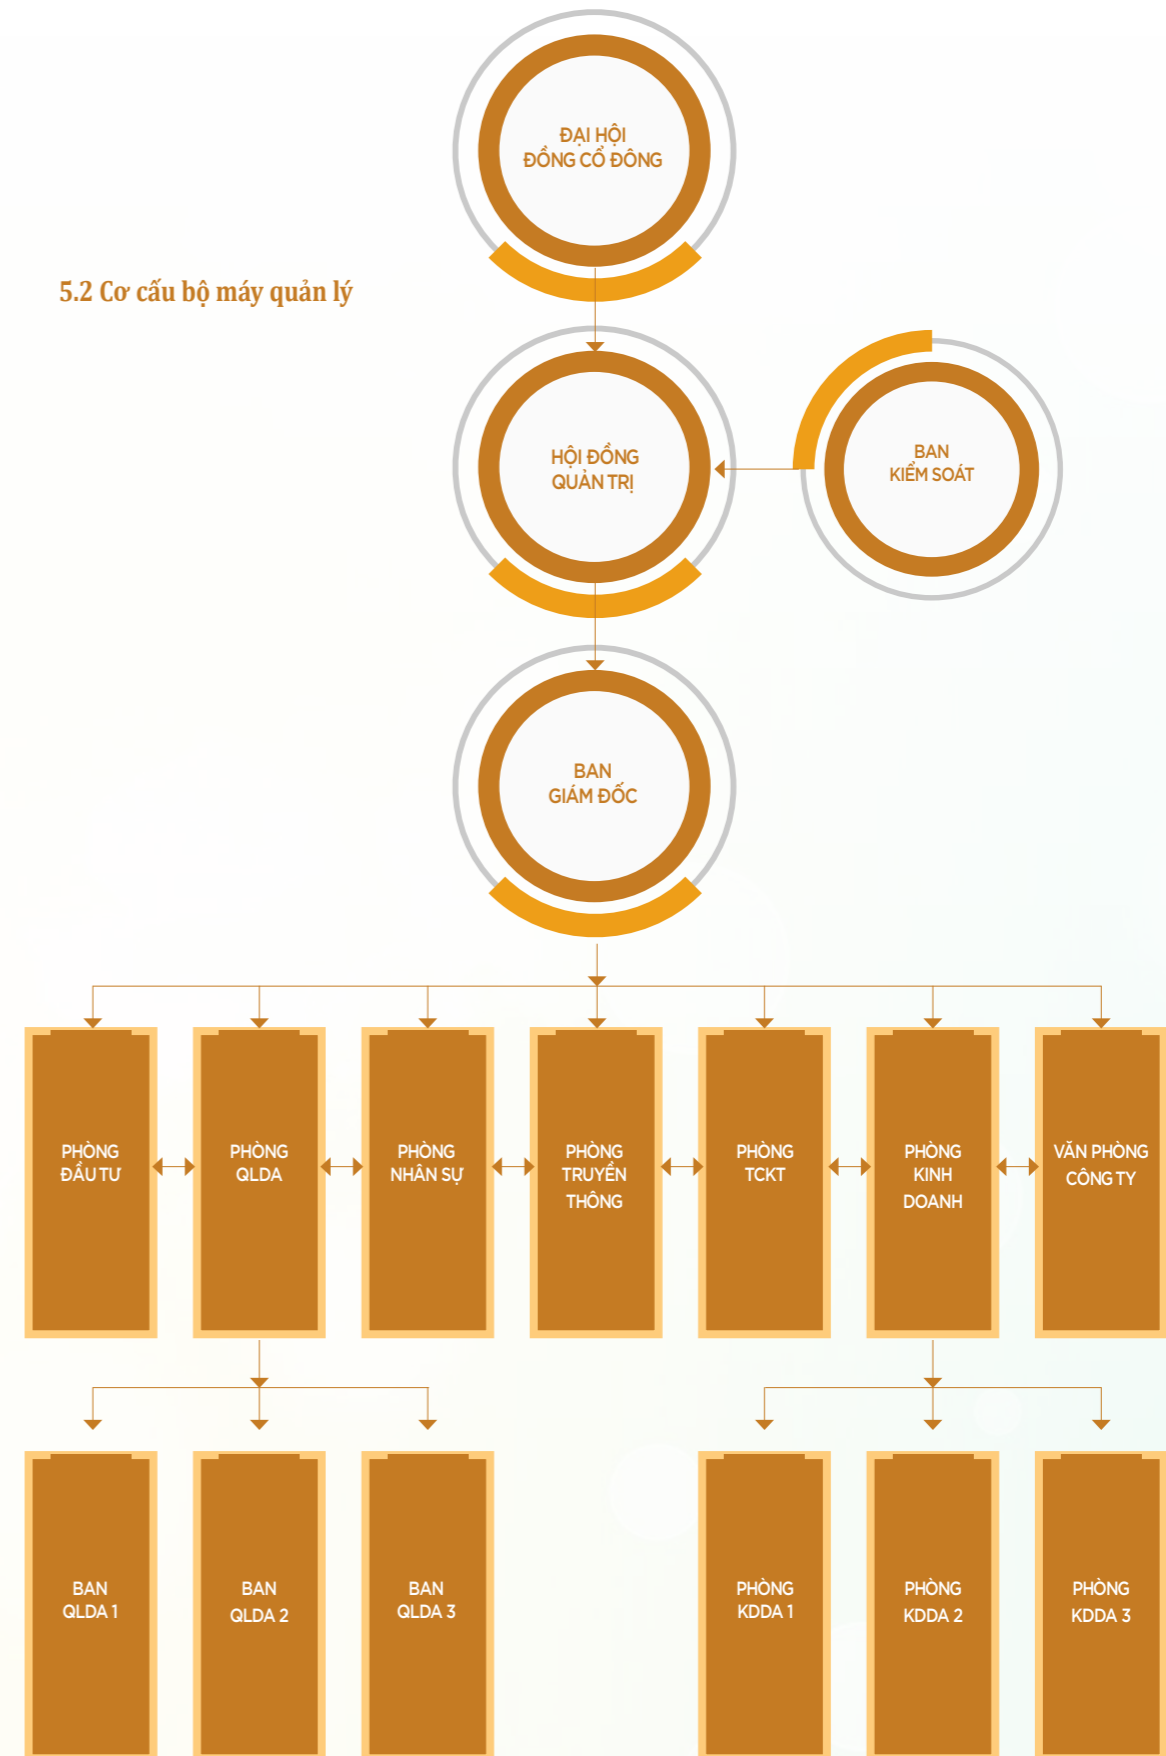 ĐẠI HỘI
ĐỒNG CỔ ĐÔNG
5.2 Cơ cấu bộ máy quản lý
HỘI ĐỒNG
QUẢN TRỊ
BAN
KIỂM SOÁT
BAN
GIÁM ĐỐC
PHÒNG
ĐẦU TƯ
PHÒNG
QLDA
PHÒNG
NHÂN SỰ
PHÒNG
TRUYỀN
THÔNG
PHÒNG
TCKT
PHÒNG
KINH
DOANH
VĂN PHÒNG
CÔNG TY
BAN
QLDA 1
BAN
QLDA 2
BAN
QLDA 3
PHÒNG
KDDA 1
PHÒNG
KDDA 2
PHÒNG
KDDA 3